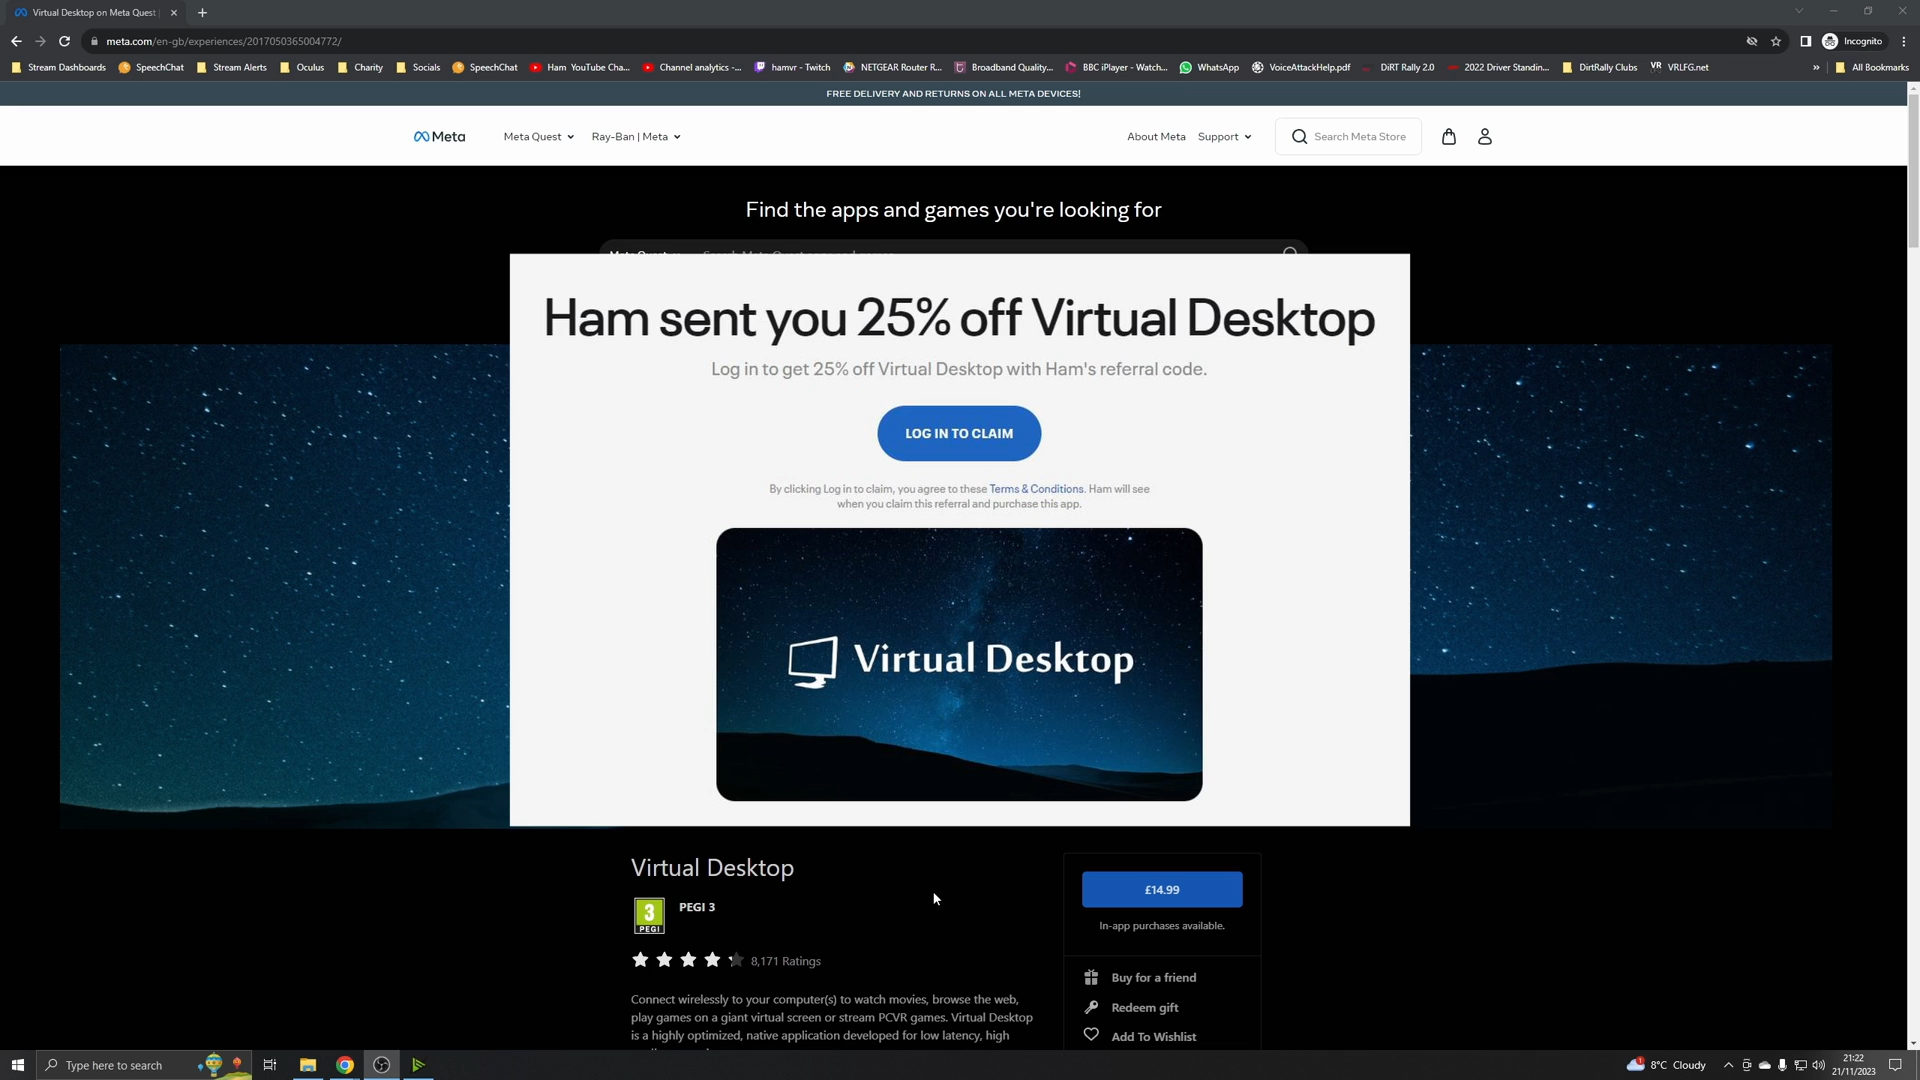 Virtual Desktop on Meta Quest
meta.com/en-gb/experiences/2017050365004772/
Incognito
Stream Dashboards
SpeechChat
Stream Alerts
Oculus
Charity
Socials
SpeechChat
Ham YouTube Cha...
Channel analytics -...
hamvr - Twitch
NETGEAR Router R...
Broadband Quality...
BBC iPlayer - Watch...
WhatsApp
VoiceAttackHelp.pdf
DiRT Rally 2.0
2022 Driver Standin...
DirtRally Clubs
VR VRLFG.net
»
All Bookmarks
FREE DELIVERY AND RETURNS ON ALL META DEVICES!
Meta
Meta Quest
Ray-Ban | Meta
About Meta
Support
Search Meta Store
Find the apps and games you're looking for
Ham sent you 25% off Virtual Desktop
Log in to get 25% off Virtual Desktop with Ham's referral code.
LOG IN TO CLAIM
By clicking Log in to claim, you agree to these Terms & Conditions. Ham will see
when you claim this referral and purchase this app.
Virtual Desktop
Virtual Desktop
3
PEGI
PEGI 3
8,171 Ratings
£14.99
In-app purchases available.
Buy for a friend
Redeem gift
Add To Wishlist
Connect wirelessly to your computer(s) to watch movies, browse the web,
play games on a giant virtual screen or stream PCVR games. Virtual Desktop
is a highly optimized, native application developed for low latency, high
Type here to search
1
8°C Cloudy
21:22
21/11/2023